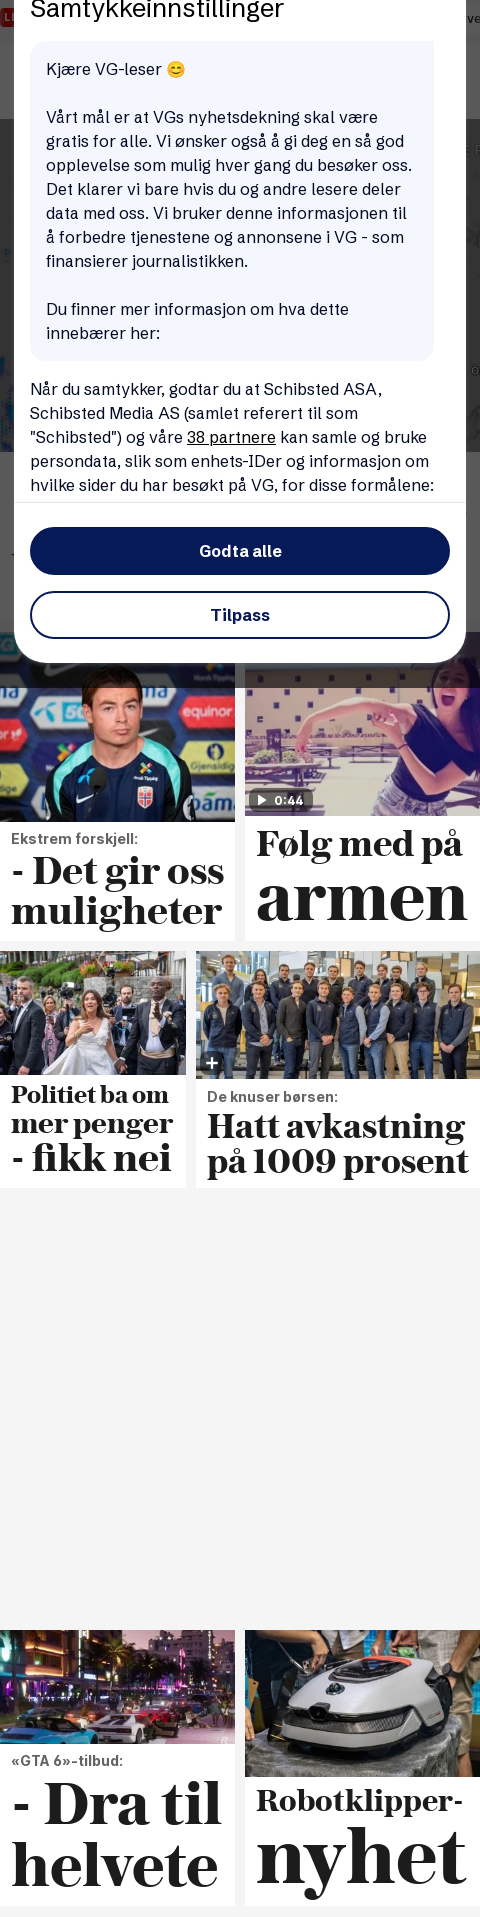 Samtykkeinnstillinger
Kjære VG-leser 😊
Vårt mål er at VGs nyhetsdekning skal være
gratis for alle. Vi ønsker også å gi deg en så god
opplevelse som mulig hver gang du besøker oss.
Det klarer vi bare hvis du og andre lesere deler
data med oss. Vi bruker denne informasjonen til
å forbedre tjenestene og annonsene i VG - som
finansierer journalistikken.
Du finner mer informasjon om hva dette
innebærer her:
Når du samtykker, godtar du at Schibsted ASA,
Schibsted Media AS (samlet referert til som
"Schibsted") og våre 38 partnere kan samle og bruke
persondata, slik som enhets-IDer og informasjon om
hvilke sider du har besøkt på VG, for disse formålene:
Godta alle
Tilpass
equinor
Gjensidige
Norsk Tipping
0:44
Ekstrem forskjell:
- Det gir oss
muligheter
Følg med på
armen
Politiet ba om
mer penger
- fikk nei
De knuser børsen:
Hatt avkastning
på 1009 prosent
«GTA 6»-tilbud:
- Dra til
helvete
Robotklipper-
nyhet